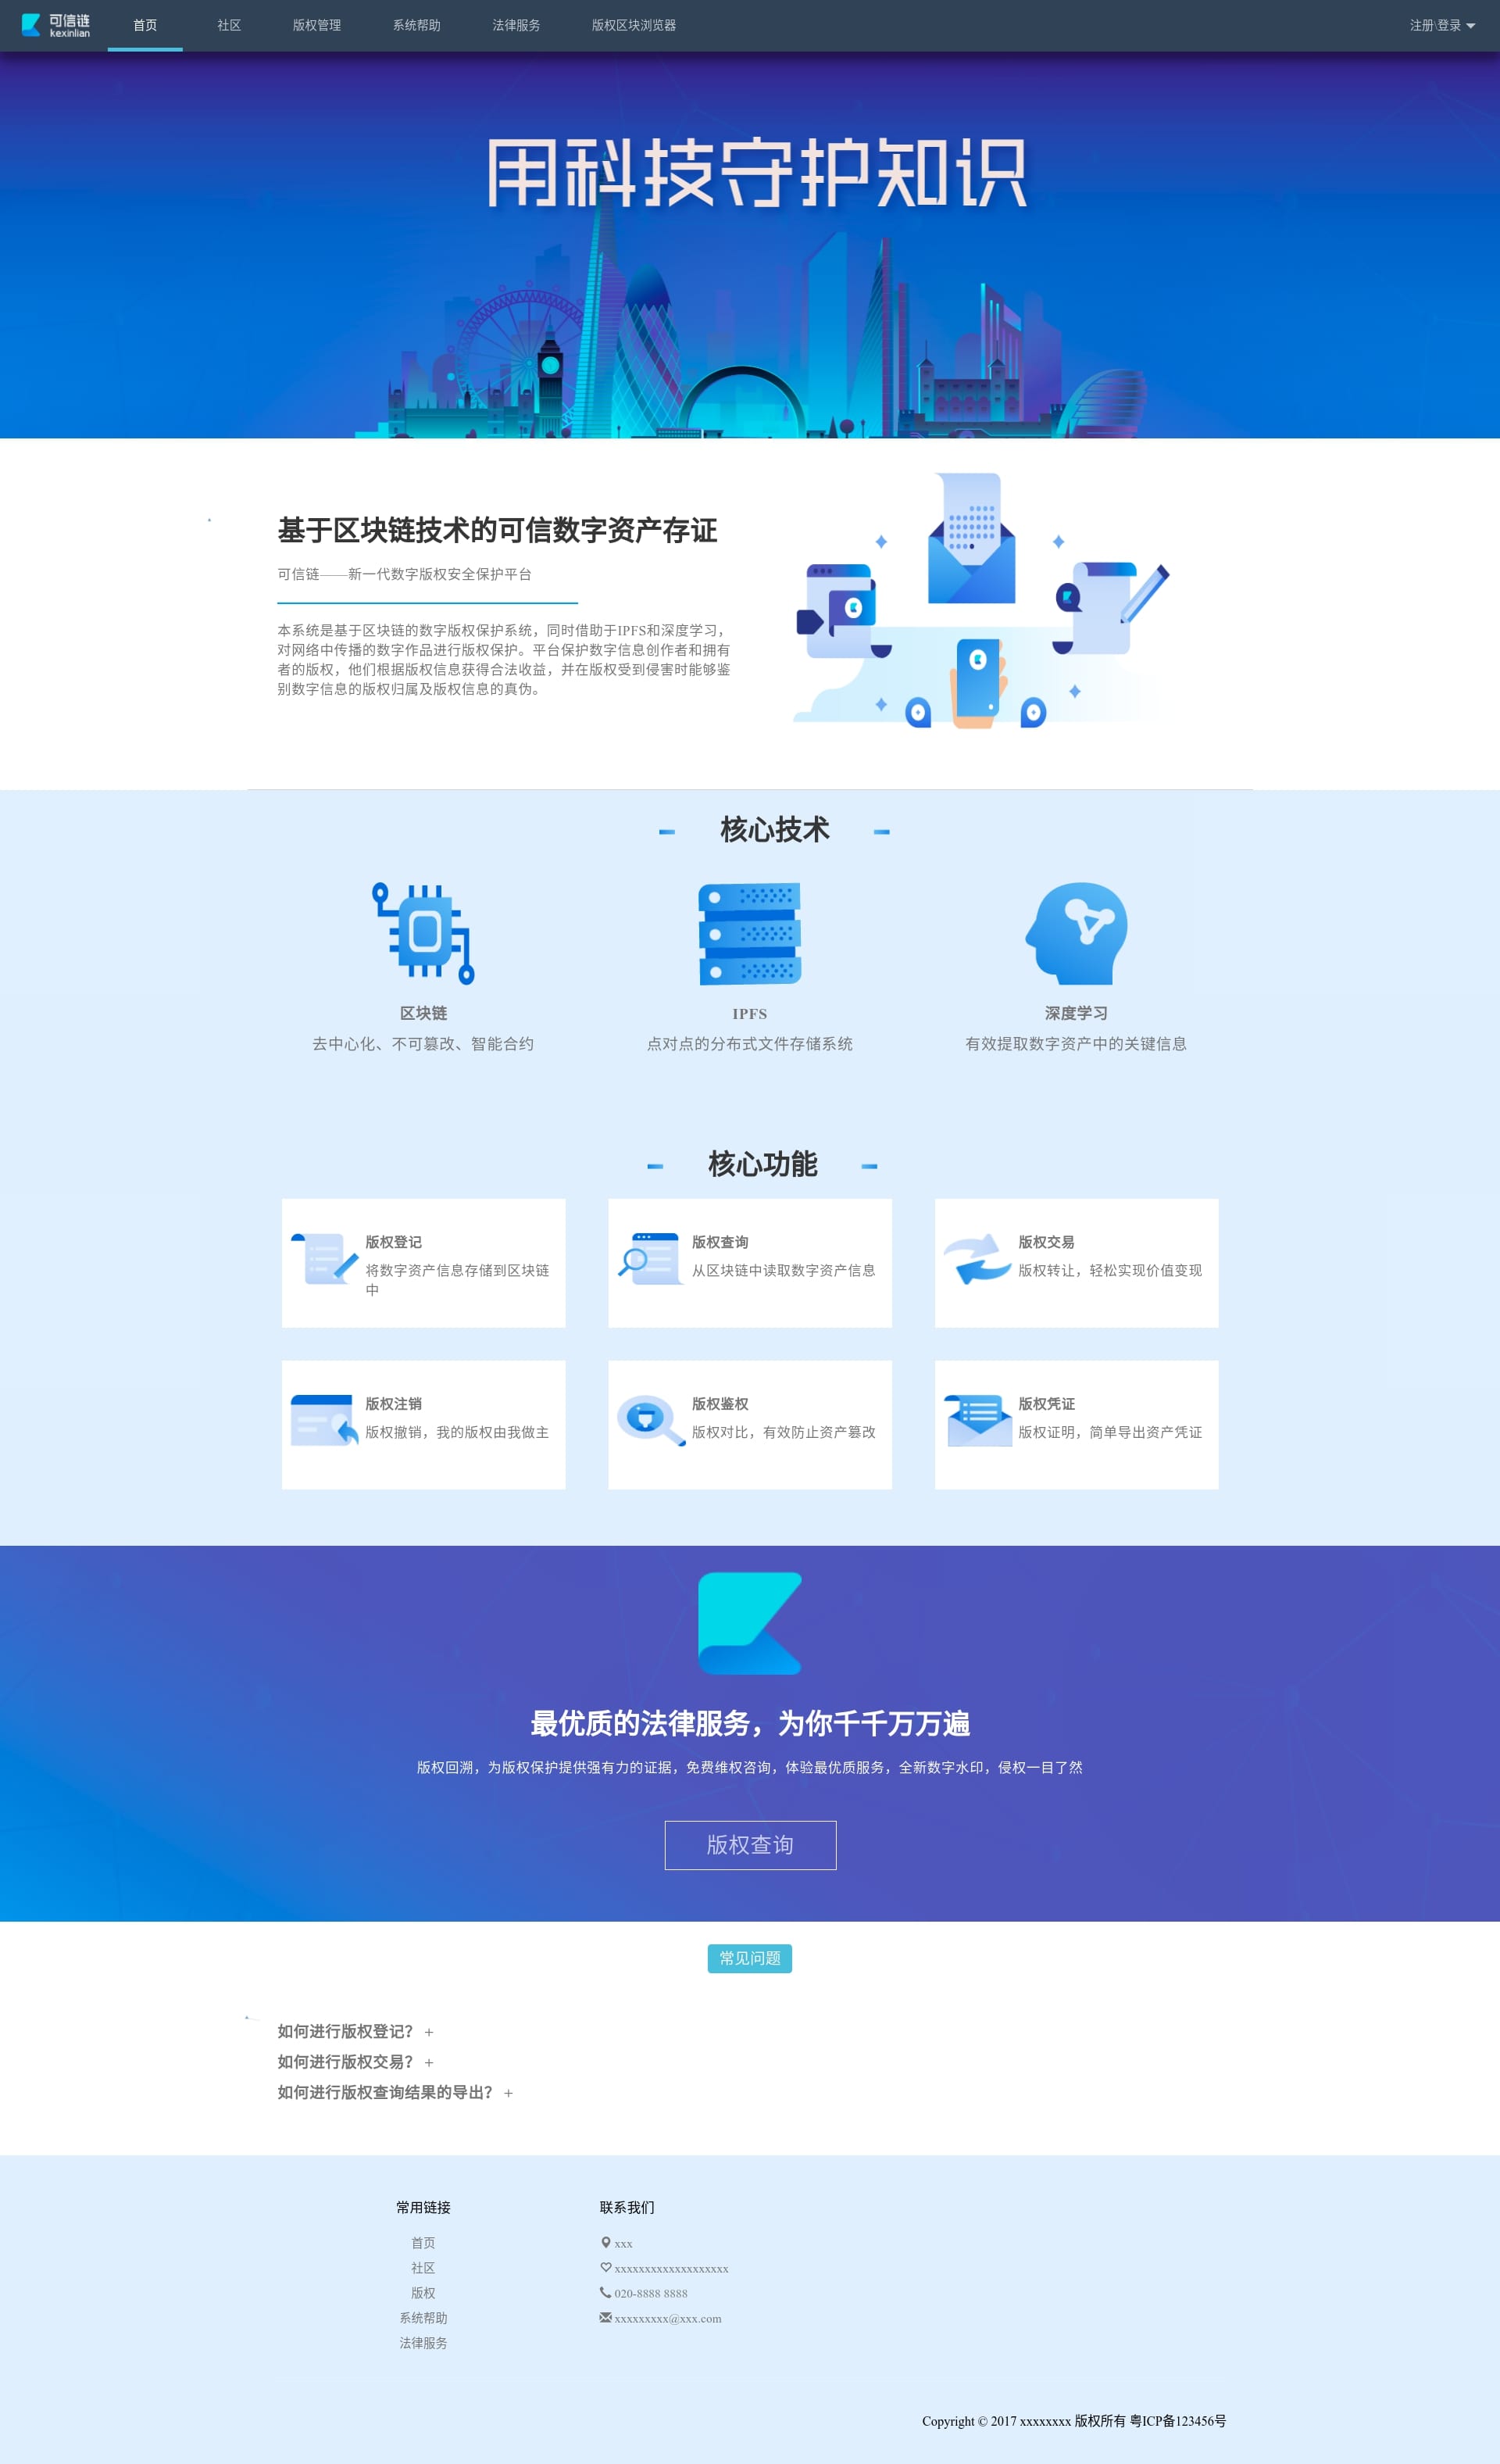 可信链
kexinlian
首页
社区
版权管理
系统帮助
法律服务
版权区块浏览器
注册\登录
用科技守护知识
基于区块链技术的可信数字资产存证
可信链——新一代数字版权安全保护平台
本系统是基于区块链的数字版权保护系统，同时借助于IPFS和深度学习，
对网络中传播的数字作品进行版权保护。平台保护数字信息创作者和拥有
者的版权，他们根据版权信息获得合法收益，并在版权受到侵害时能够鉴
别数字信息的版权归属及版权信息的真伪。
核心技术
区块链
去中心化、不可篡改、智能合约
IPFS
点对点的分布式文件存储系统
深度学习
有效提取数字资产中的关键信息
核心功能
版权登记
将数字资产信息存储到区块链
中
版权查询
从区块链中读取数字资产信息
版权交易
版权转让，轻松实现价值变现
版权注销
版权撤销，我的版权由我做主
版权鉴权
版权对比，有效防止资产篡改
版权凭证
版权证明，简单导出资产凭证
最优质的法律服务，为你千千万万遍
版权回溯，为版权保护提供强有力的证据，免费维权咨询，体验最优质服务，全新数字水印，侵权一目了然
版权查询
常见问题
如何进行版权登记？ +
如何进行版权交易？ +
如何进行版权查询结果的导出？ +
常用链接
首页
社区
版权
系统帮助
法律服务
联系我们
xxx
xxxxxxxxxxxxxxxxxxx
020-8888 8888
xxxxxxxxx@xxx.com
Copyright © 2017 xxxxxxxx 版权所有 粤ICP备123456号